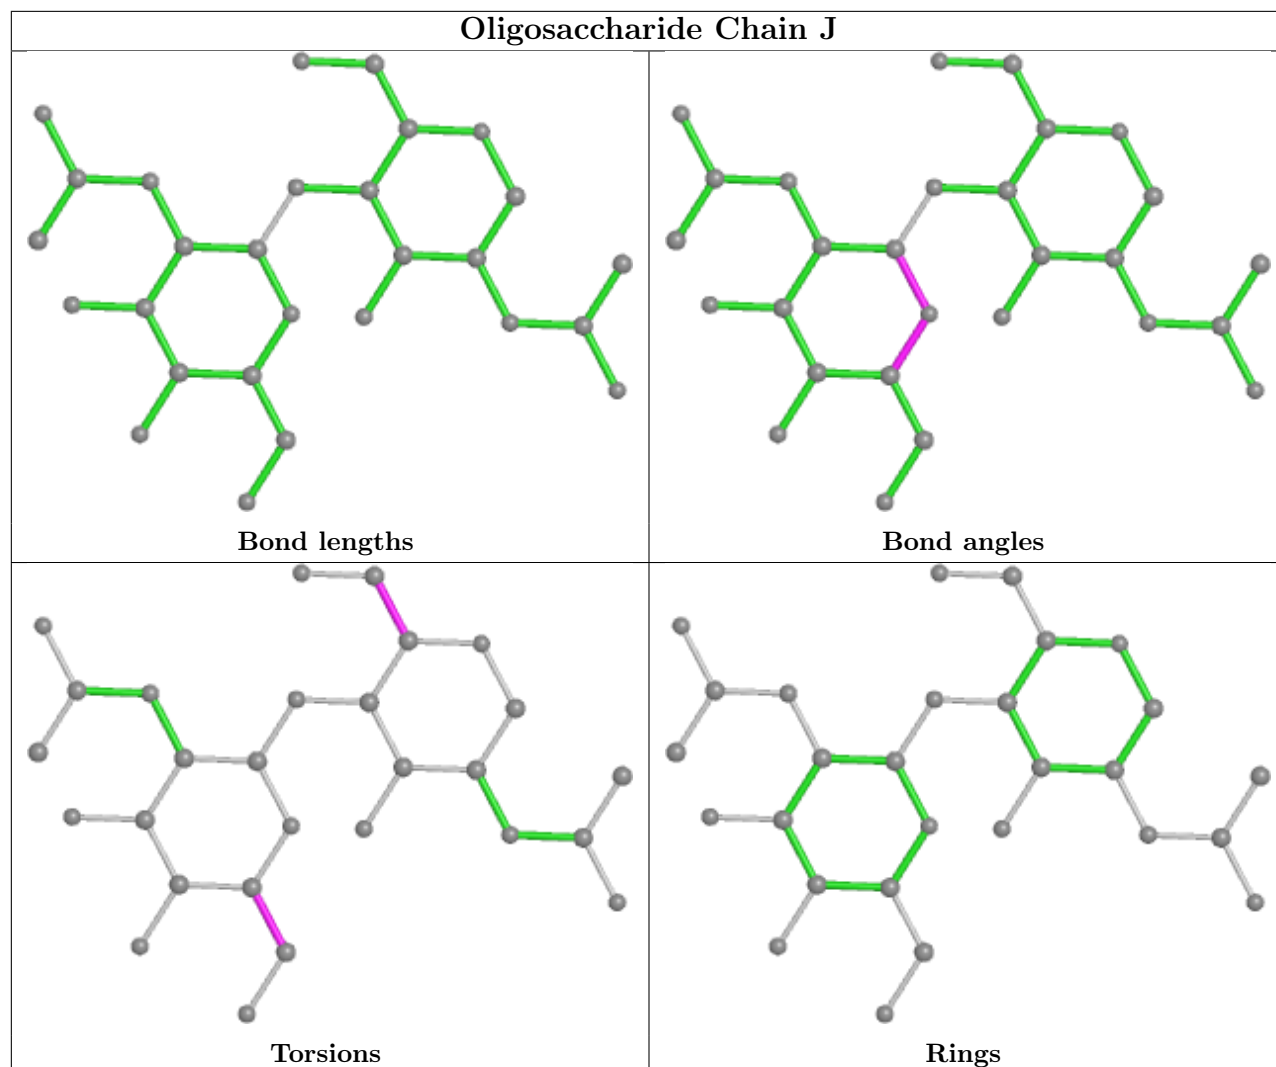 Oligosaccharide Chain J
Bond lengths
Bond angles
Torsions
Rings